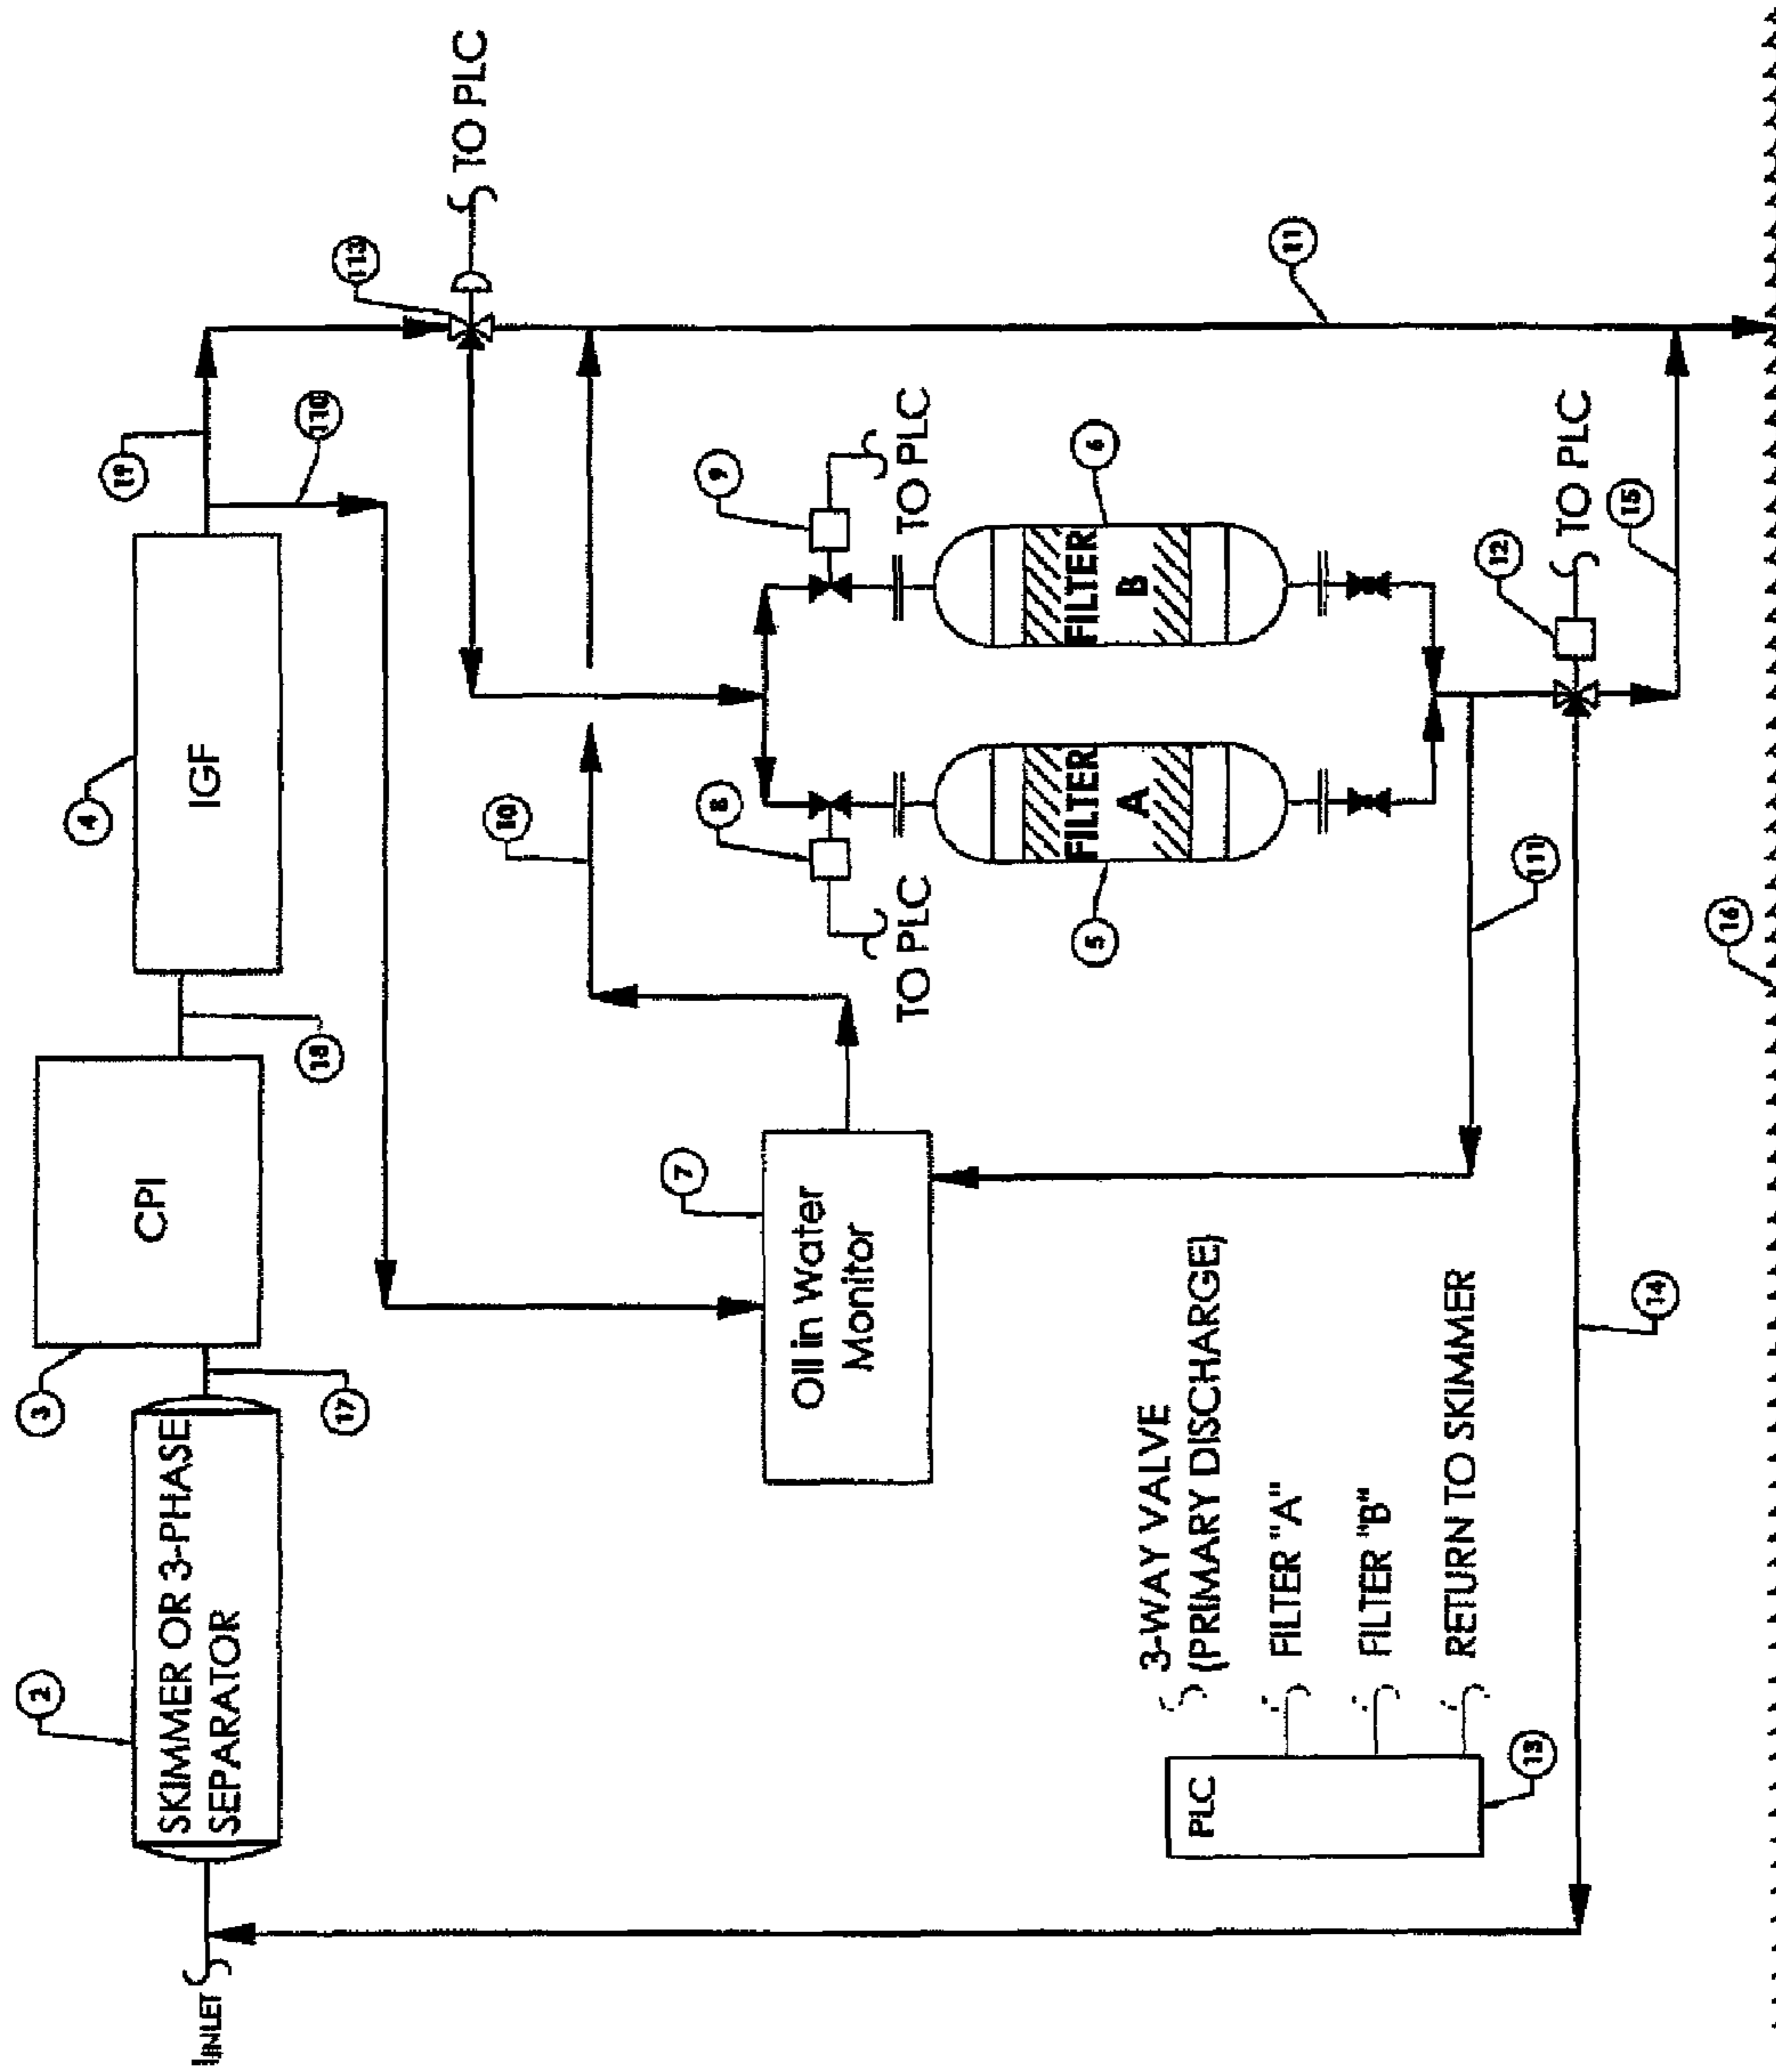 2
3
4
19
INLET
SKIMMER OR 3-PHASE
SEPARATOR
CPI
IGF
17
18
110
113
TO PLC
10
7
8
9
Oil in Water
Monitor
TO PLC
TO PLC
5
FILTER
A
FILTER
B
6
11
PLC
3-WAY VALVE
(PRIMARY DISCHARGE)
FILTER "A"
FILTER "B"
RETURN TO SKIMMER
13
111
12
TO PLC
14
15
16